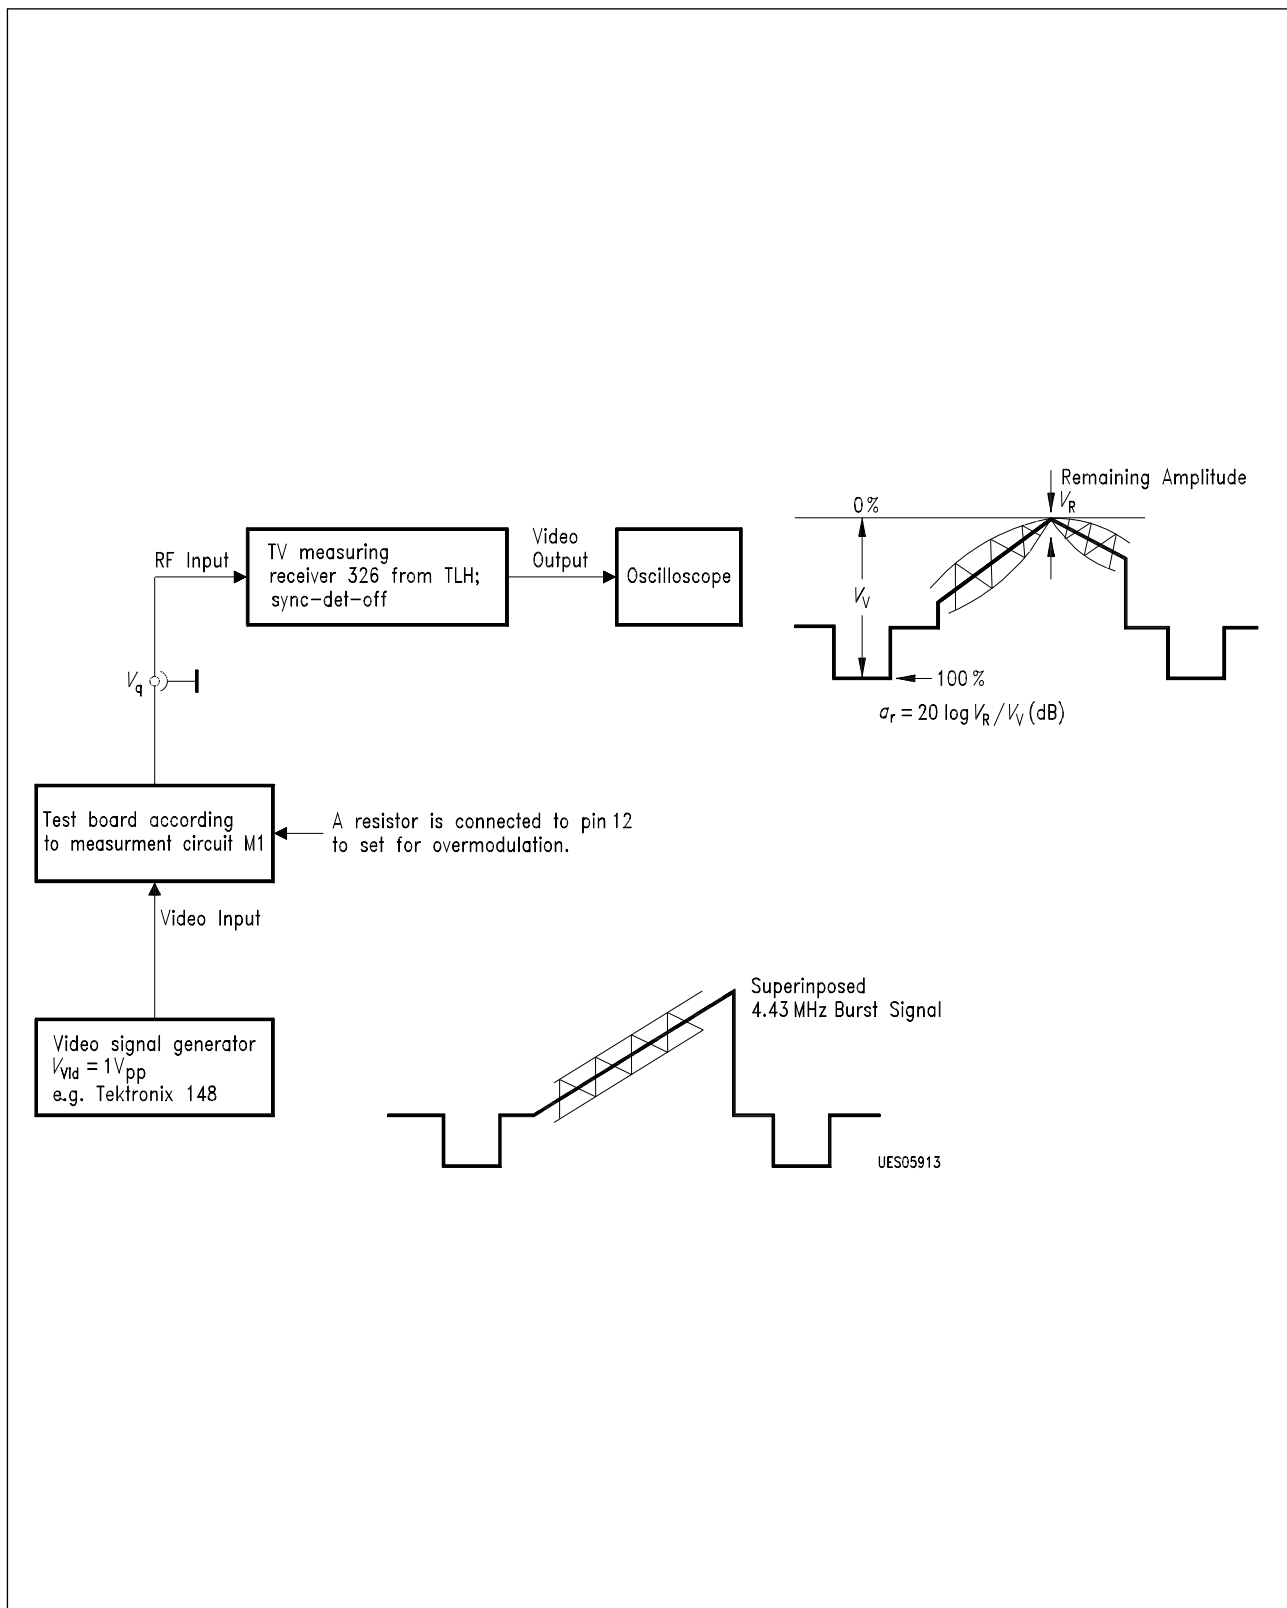 Remaining Amplitude
V_R
0%
RF Input
TV measuring
receiver 326 from TLH;
sync-det-off
Video
Output
Oscilloscope
V_V
100%
a_r = 20 log V_R/V_V (dB)
V_q
Test board according
to measurment circuit M1
A resistor is connected to pin 12
to set for overmodulation.
Video Input
Video signal generator
V_Vid = 1V_pp
e.g. Tektronix 148
Superinposed
4.43 MHz Burst Signal
UES05913